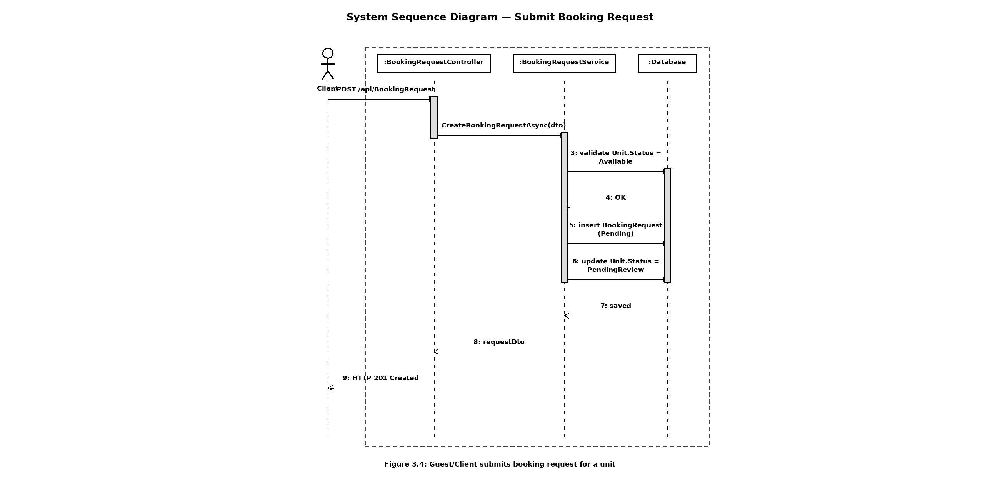 System Sequence Diagram — Submit Booking Request
:BookingRequestController
:BookingRequestService
:Database
Client
1: POST /api/BookingRequest
: CreateBookingRequestAsync(dto)
3: validate Unit.Status =
Available
4: OK
5: insert BookingRequest
(Pending)
6: update Unit.Status =
PendingReview
7: saved
8: requestDto
9: HTTP 201 Created
Figure 3.4: Guest/Client submits booking request for a unit